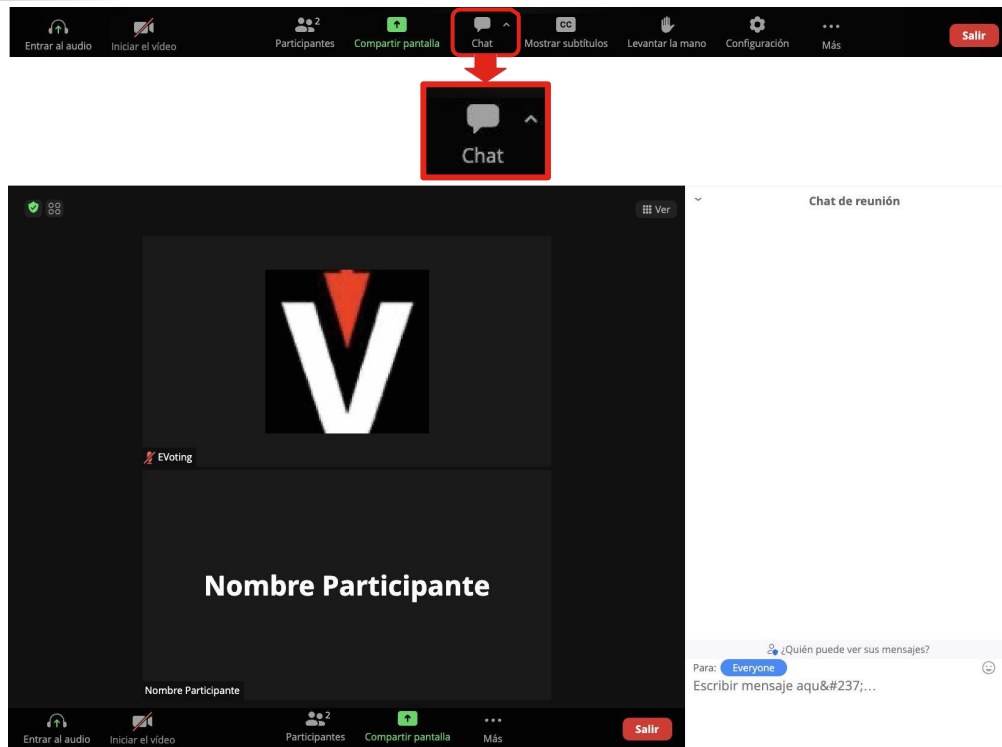 Entrar al audio
Iniciar el vídeo
Participantes
2
Compartir pantalla
Chat
CC
Mostrar subtítulos
Levantar la mano
Configuración
Más
Salir
Chat
Ver
Chat de reunión
V
EVoting
Nombre Participante
Nombre Participante
¿Quién puede ver sus mensajes?
Para: Everyone
Escribir mensaje aqu&#237;...
Entrar al audio
Iniciar el vídeo
Participantes
2
Compartir pantalla
Más
Salir